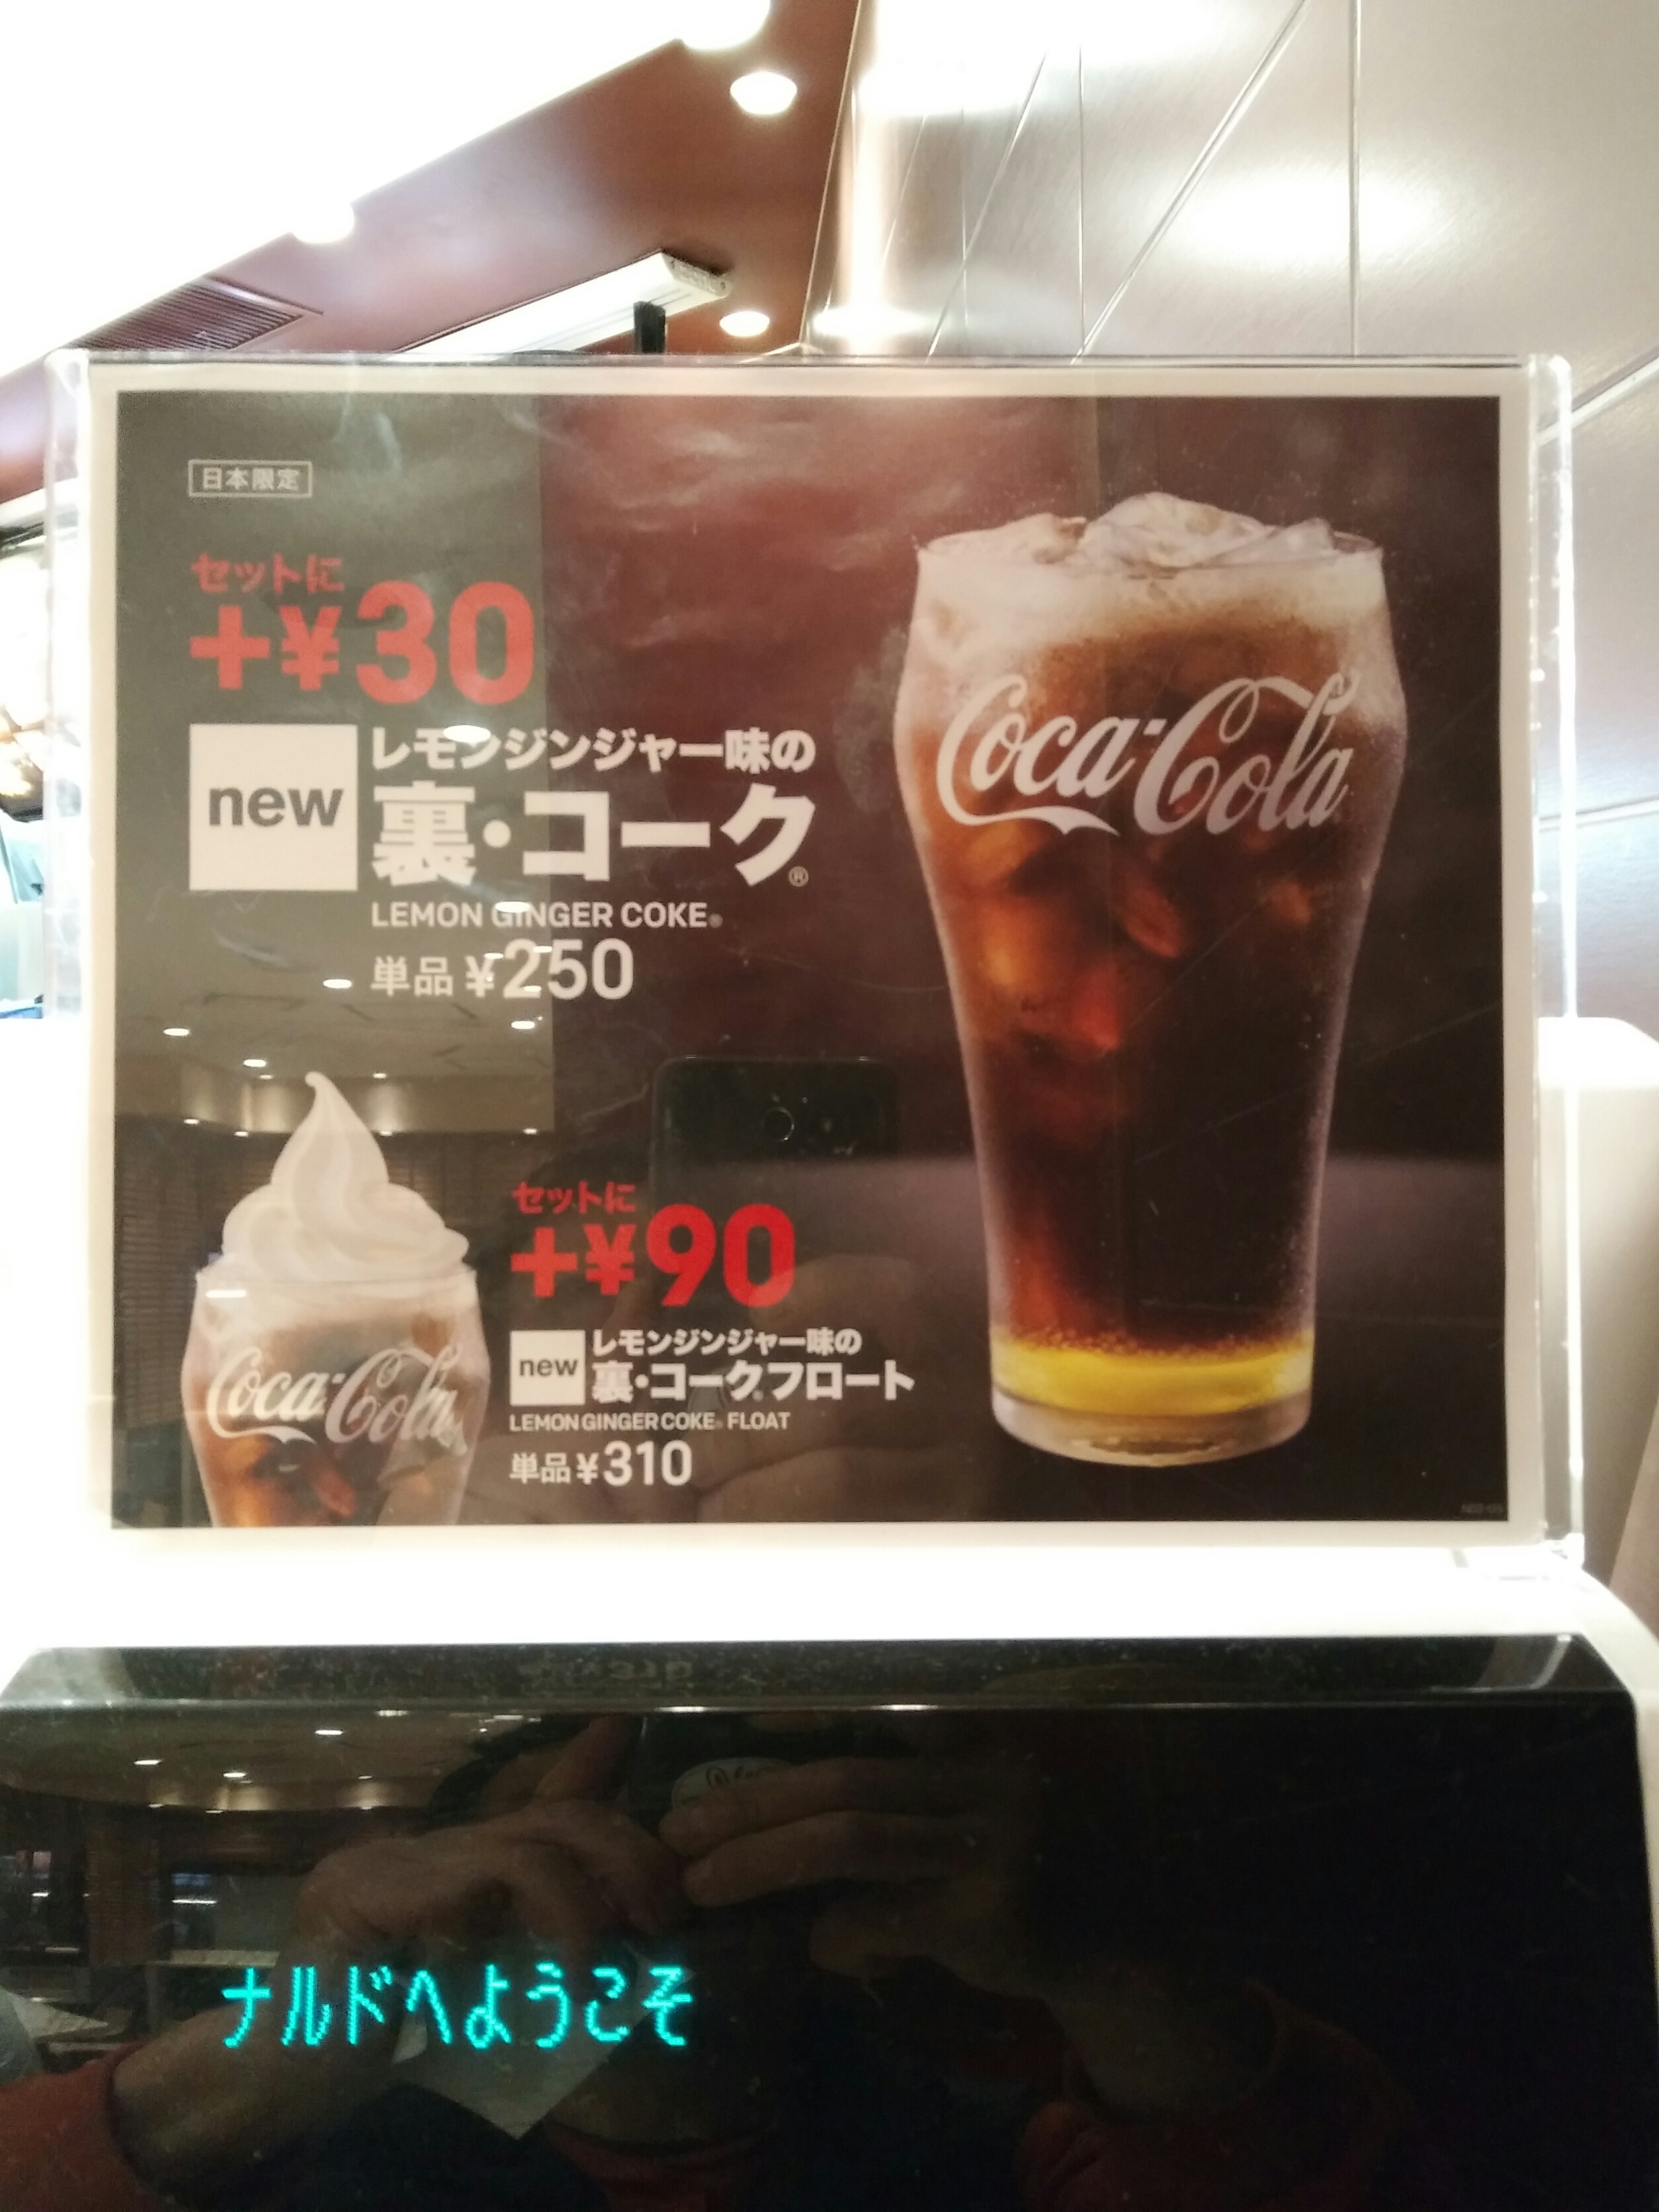 日本限定
セットに
+¥30
new
レモンジンジャー味の
裏・コーク®
LEMON GINGER COKE®
単品 ¥250
Coca-Cola
セットに
+¥90
new
レモンジンジャー味の
裏・コーク®フロート
LEMON GINGER COKE® FLOAT
単品 ¥310
Coca-Cola
ナルドへようこそ